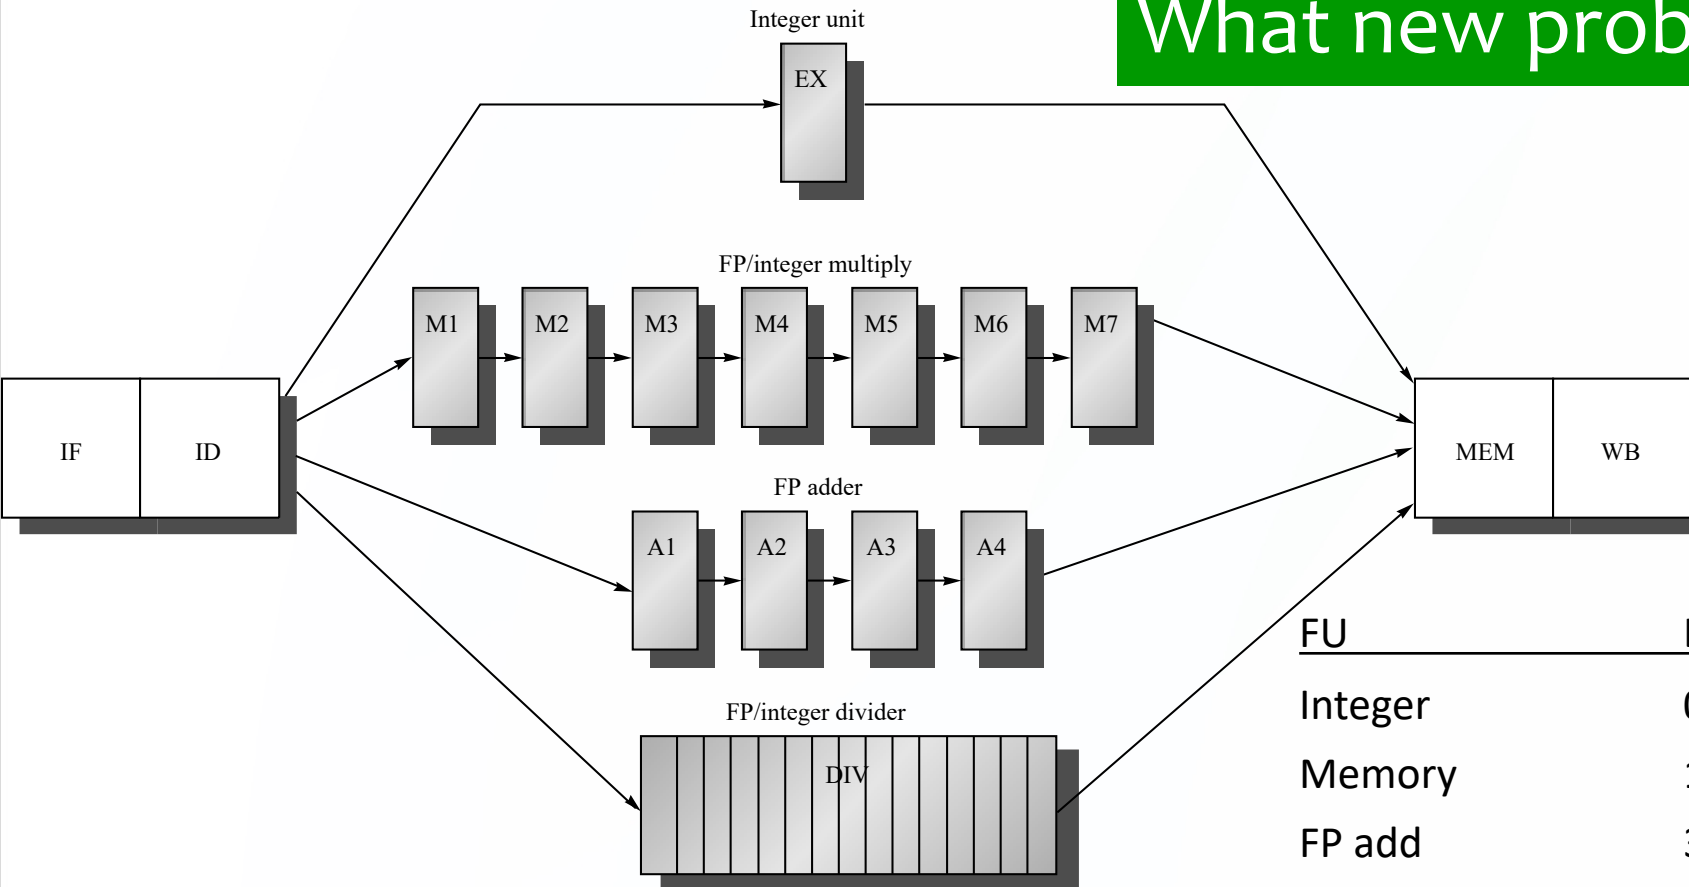 Integer unit
What new prob
EX
FP/integer multiply
M1 M2 M3 M4 M5 M6 M7
IF ID
MEM WB
FP adder
A1 A2 A3 A4
FU
FP/integer divider
Integer
DIV
Memory
FP add